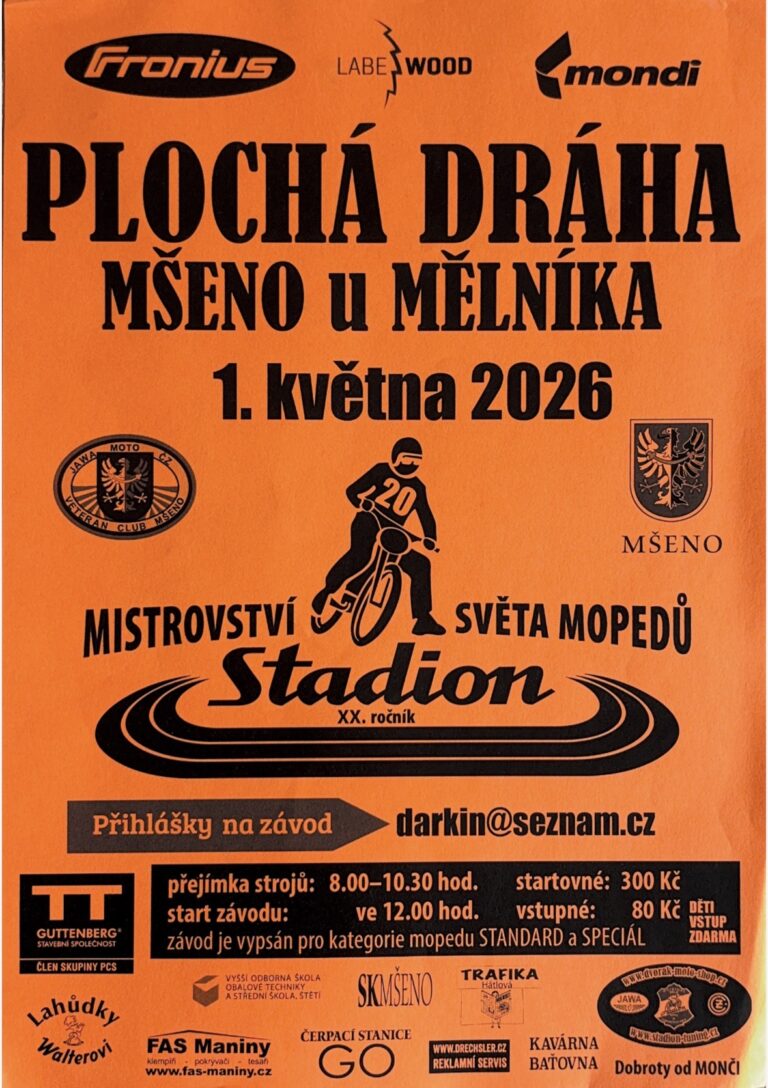 Fronius
LABE WOOD
mondi
PLOCHÁ DRÁHA
MŠENO u MĚLNÍKA
1. května 2026
JAWA MOTO ČZ
VETERAN CLUB MŠENO
20
MŠENO
MISTROVSTVÍ SVĚTA MOPEDŮ
Stadion
XX. ročník
Přihlášky na závod
darkin@seznam.cz
TT
GUTTENBERG®
STAVEBNÍ SPOLEČNOST
ČLEN SKUPINY PCS
přejímka strojů: 8.00–10.30 hod. startovné: 300 Kč
start závodu: ve 12.00 hod. vstupné: 80 Kč
závod je vypsán pro kategorie mopedu STANDARD a SPECIÁL
DĚTI
VSTUP
ZDARMA
Lahůdky
Walterovi
VYŠŠÍ ODBORNÁ ŠKOLA
OBALOVÉ TECHNIKY
A STŘEDNÍ ŠKOLA, ŠTĚTÍ
SKMŠENO
TRAFIKA
Hátlová
www.dvorak-moto-shop.cz
JAWA
ČZ
www.stadion-tuning.cz
FAS Maniny
klempíři - pokrývači - tesaři
www.fas-maniny.cz
ČERPACÍ STANICE
GO
WWW.DRECHSLER.CZ
REKLAMNÍ SERVIS
KAVÁRNA
BAŤOVNA
Dobroty od MONČI